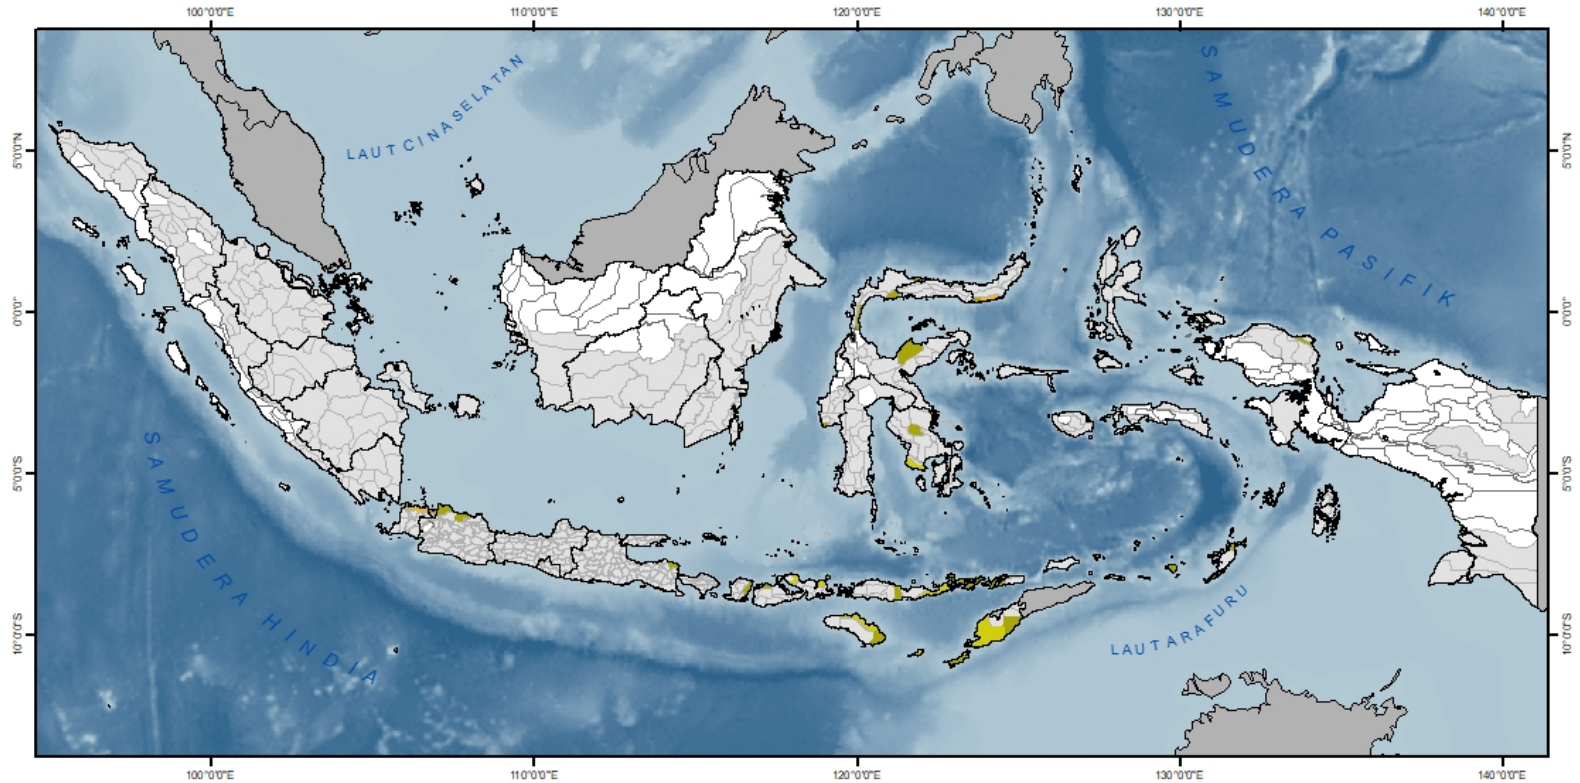 100°0'0"E 110°0'0"E 120°0'0"E 130°0'0"E 140°0'0"E
5°0'0"N
0°0'0"
5°0'0"S
10°0'0"S
LAUT CINA SELATAN
SAMUDERA PASIFIK
SAMUDERA HINDIA
LAUT ARAFURU
5°0'0"N
0°0'0"
5°0'0"S
10°0'0"S
100°0'0"E 110°0'0"E 120°0'0"E 130°0'0"E 140°0'0"E